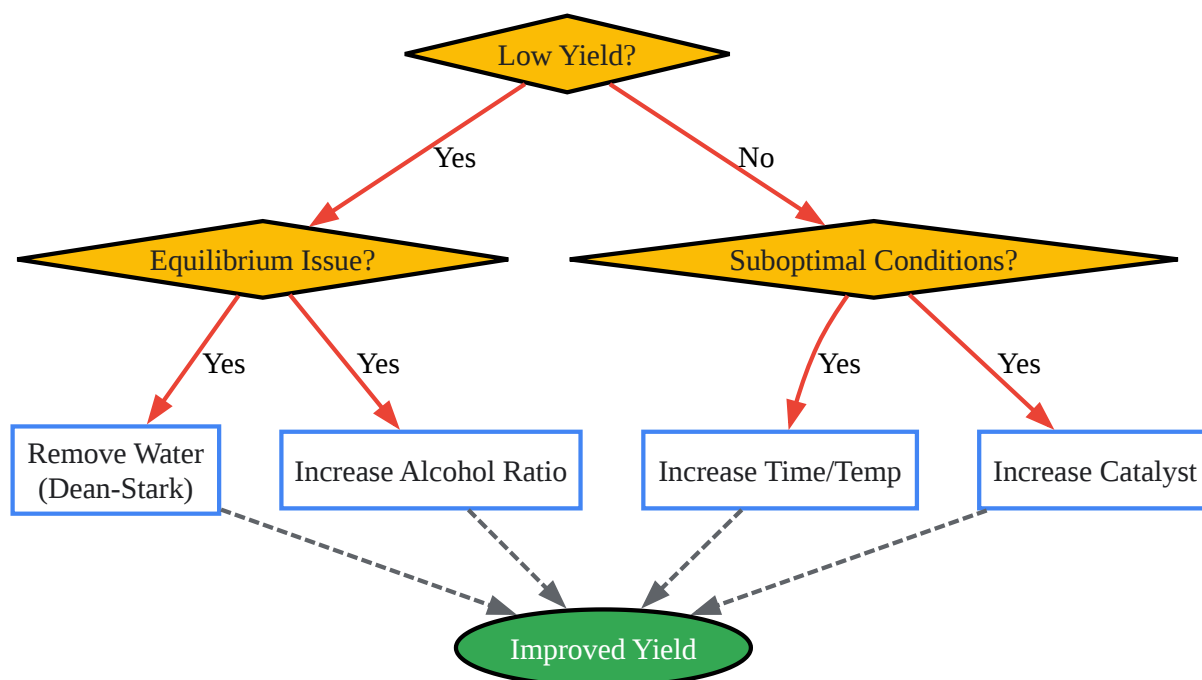 Low Yield?
Yes
No
Equilibrium Issue?
Suboptimal Conditions?
Yes
Yes
Yes
Yes
Remove Water
(Dean-Stark)
Increase Alcohol Ratio
Increase Time/Temp
Increase Catalyst
Improved Yield